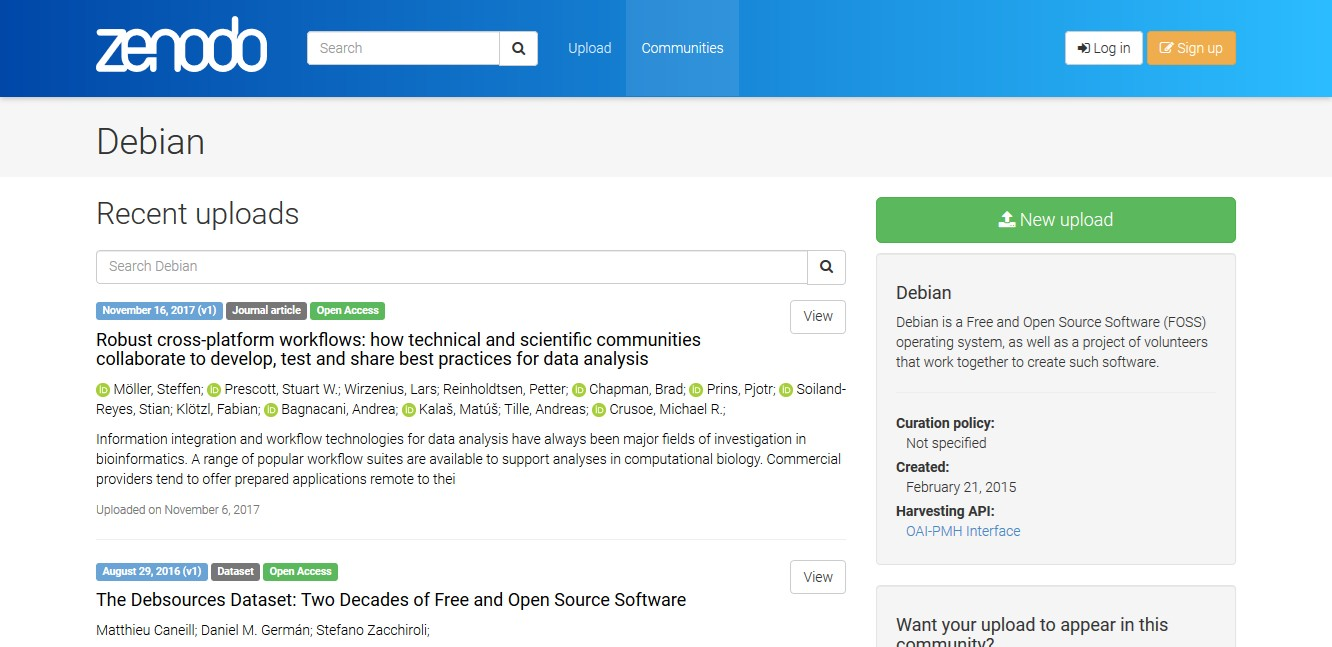 zenodo
Search
Upload
Communities
Log in
Sign up
Debian
Recent uploads
Search Debian
November 16, 2017 (v1) Journal article Open Access
View
Robust cross-platform workflows: how technical and scientific communities
collaborate to develop, test and share best practices for data analysis
iD Möller, Steffen; iD Prescott, Stuart W.; Wirzenius, Lars; Reinholdtsen, Petter; iD Chapman, Brad; iD Prins, Pjotr; iD Soiland-
Reyes, Stian; Klötzl, Fabian; iD Bagnacani, Andrea; iD Kalaš, Matúš; Tille, Andreas; iD Crusoe, Michael R.;
Information integration and workflow technologies for data analysis have always been major fields of investigation in
bioinformatics. A range of popular workflow suites are available to support analyses in computational biology. Commercial
providers tend to offer prepared applications remote to thei
Uploaded on November 6, 2017
August 29, 2016 (v1) Dataset Open Access
View
The Debsources Dataset: Two Decades of Free and Open Source Software
Matthieu Caneill; Daniel M. Germán; Stefano Zacchiroli;
New upload
Debian
Debian is a Free and Open Source Software (FOSS)
operating system, as well as a project of volunteers
that work together to create such software.
Curation policy:
Not specified
Created:
February 21, 2015
Harvesting API:
OAI-PMH Interface
Want your upload to appear in this
community?